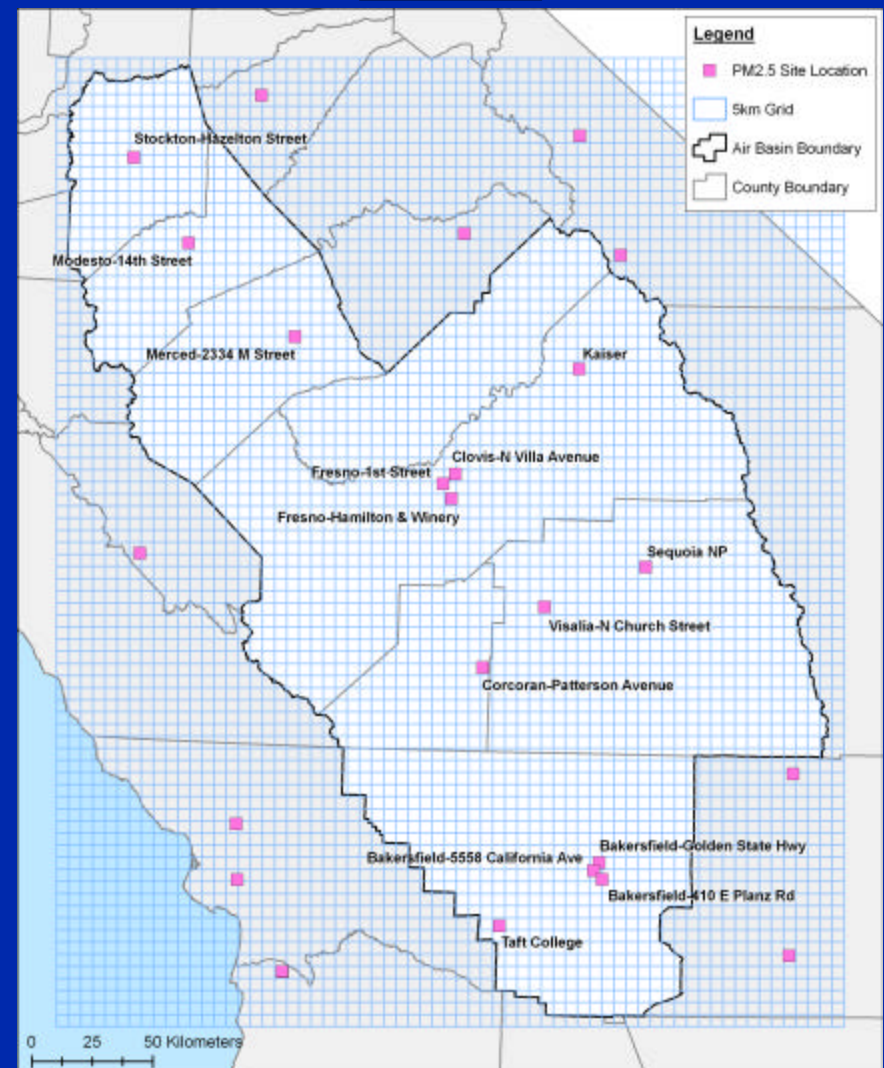 Legend
PM2.5 Site Location
5km Grid
Air Basin Boundary
County Boundary
Stockton-Hazelton Street
Modesto-14th Street
Merced-2334 M Street
Kaiser
Clovis-N Villa Avenue
Fresno-1st Street
Fresno-Hamilton & Winery
Sequoia NP
Visalia-N Church Street
Corcoran-Patterson Avenue
Bakersfield-Golden State Hwy
Bakersfield-5558 California Ave
Bakersfield-410 E Planz Rd
Taft College
0 25 50 Kilometers